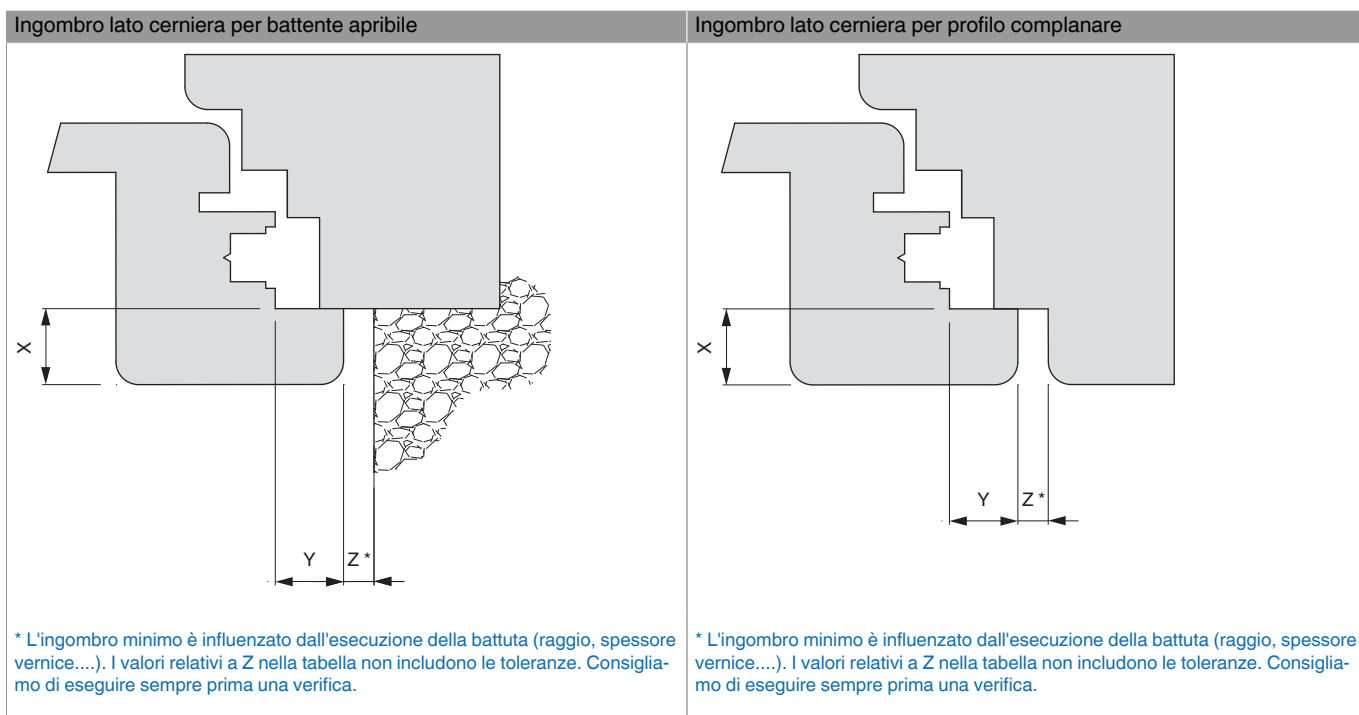 Ingombro lato cerniera per battente apribile
X
Y
Z *
* L'ingombro minimo è influenzato dall'esecuzione della battuta (raggio, spessore
vernice....). I valori relativi a Z nella tabella non includono le toleranze. Consiglia-
mo di eseguire sempre prima una verifica.
Ingombro lato cerniera per profilo complanare
X
Y
Z *
* L'ingombro minimo è influenzato dall'esecuzione della battuta (raggio, spessore
vernice....). I valori relativi a Z nella tabella non includono le toleranze. Consiglia-
mo di eseguire sempre prima una verifica.